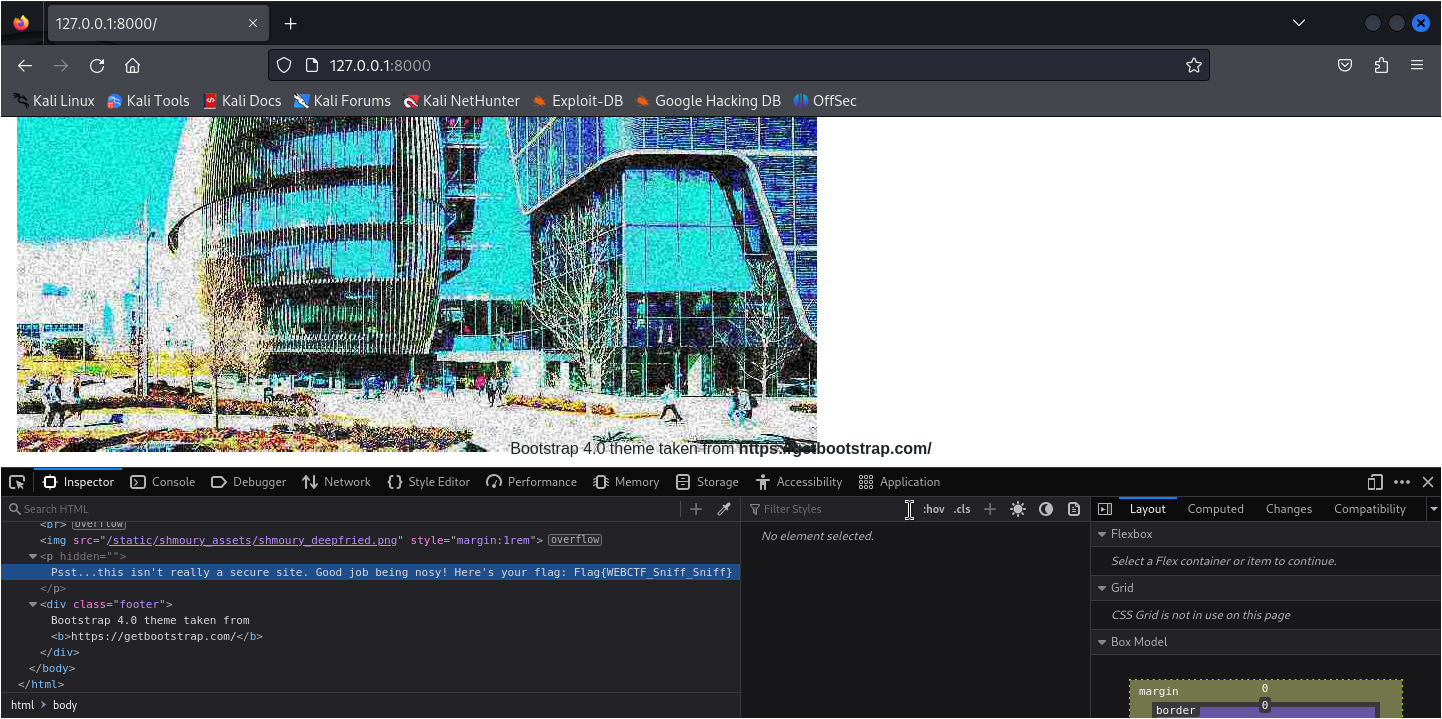 127.0.0.1:8000/
127.0.0.1:8000
Kali Linux Kali Tools Kali Docs Kali Forums Kali NetHunter Exploit-DB Google Hacking DB OffSec
Bootstrap 4.0 theme taken from https://getbootstrap.com/
Inspector Console Debugger Network Style Editor Performance Memory Storage Accessibility Application
Search HTML
Filter Styles
:hov .cls
Layout Computed Changes Compatibility
<br> overflow
<img src="/static/shmoury_assets/shmoury_deepfried.png" style="margin:1rem"> overflow
<p hidden="">
Psst...this isn't really a secure site. Good job being nosy! Here's your flag: Flag{WEBCTF_Sniff_Sniff}
</p>
<div class="footer">
Bootstrap 4.0 theme taken from
<b>https://getbootstrap.com/</b>
</div>
</body>
</html>
html > body
No element selected.
Flexbox
Select a Flex container or item to continue.
Grid
CSS Grid is not in use on this page
Box Model
margin 0
border 0